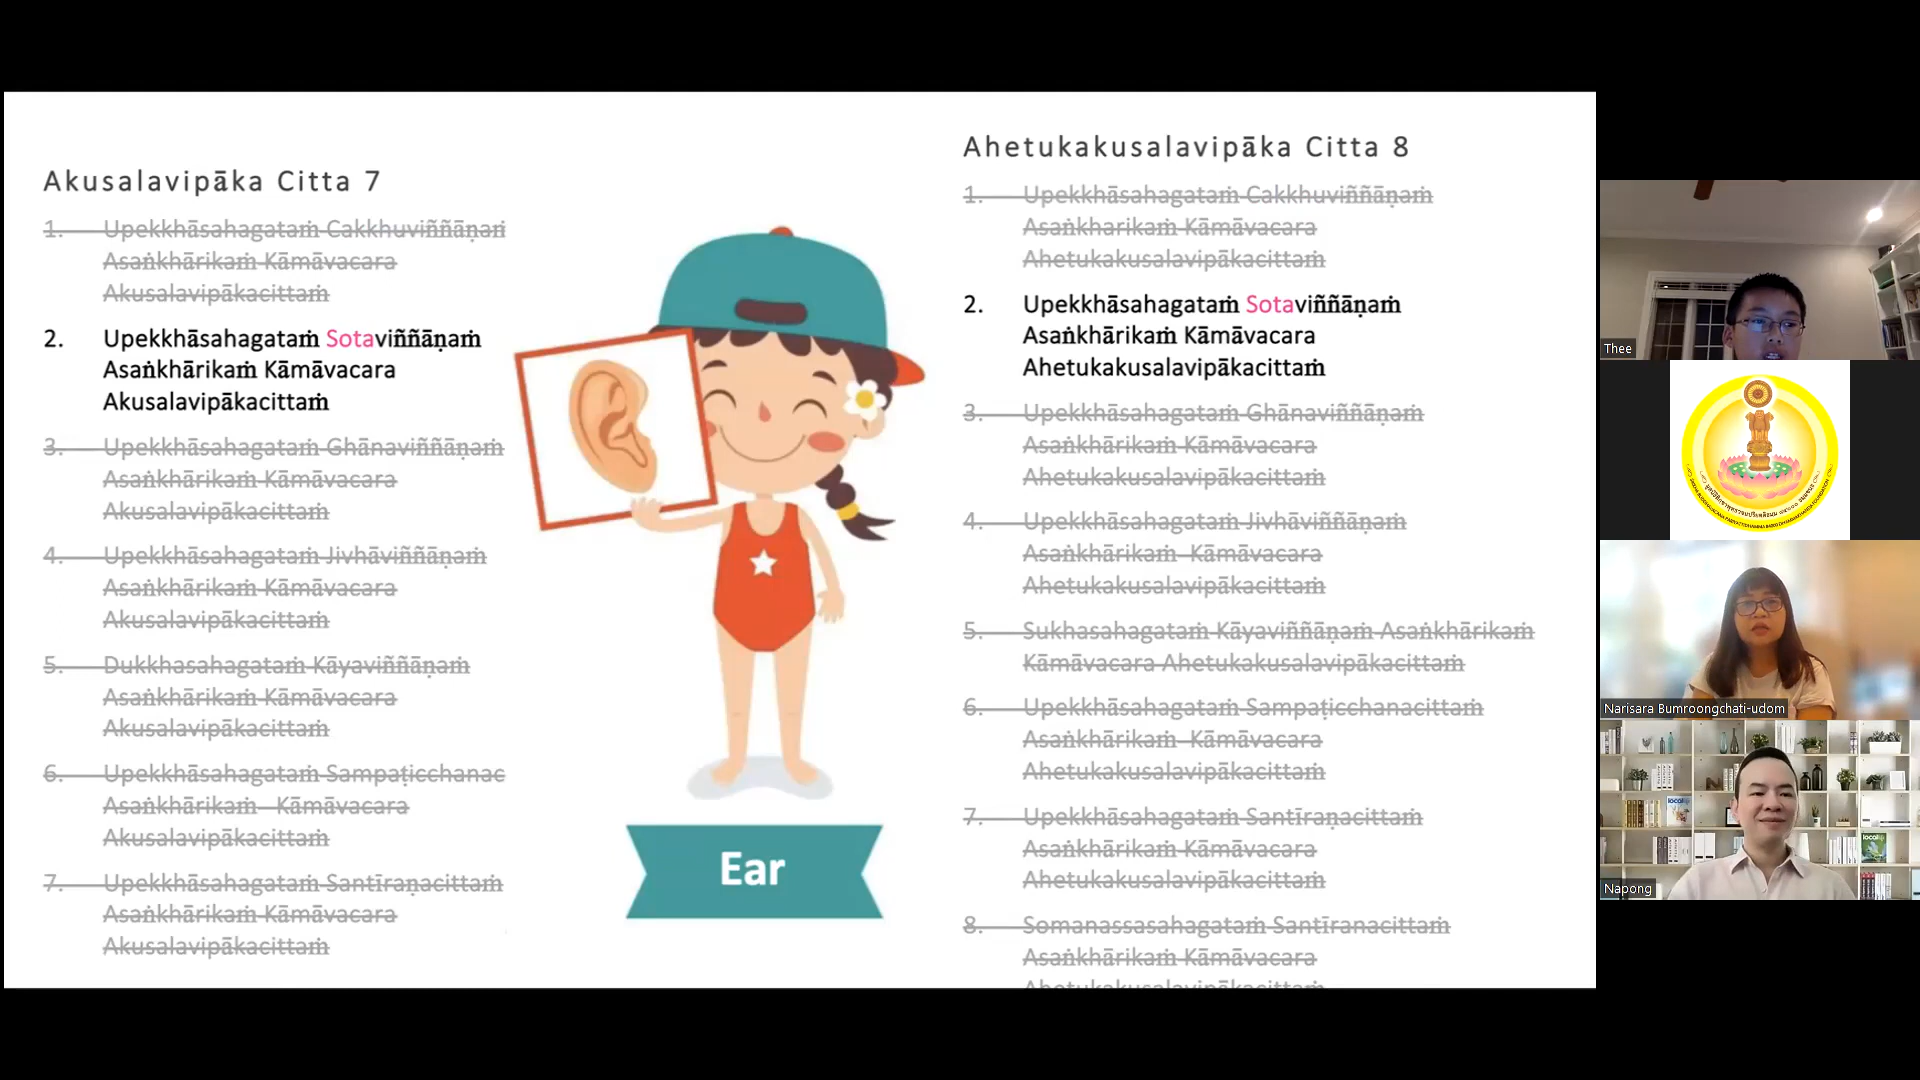 Akusalavipāka Citta 7
1. Upekkhāsahagataṁ Cakkhuviññāṇaṁ
Asaṅkhārikaṁ Kāmāvacara
Akusalavipākacittaṁ
2. Upekkhāsahagataṁ Sotaviññāṇaṁ
Asaṅkhārikaṁ Kāmāvacara
Akusalavipākacittaṁ
3. Upekkhāsahagataṁ Ghānaviññāṇaṁ
Asaṅkhārikaṁ Kāmāvacara
Akusalavipākacittaṁ
4. Upekkhāsahagataṁ Jivhāviññāṇaṁ
Asaṅkhārikaṁ Kāmāvacara
Akusalavipākacittaṁ
5. Dukkhasahagataṁ Kāyaviññāṇaṁ
Asaṅkhārikaṁ Kāmāvacara
Akusalavipākacittaṁ
6. Upekkhāsahagataṁ Sampaṭicchanac
Asaṅkhārikaṁ Kāmāvacara
Akusalavipākacittaṁ
7. Upekkhāsahagataṁ Santīraṇacittaṁ
Asaṅkhārikaṁ Kāmāvacara
Akusalavipākacittaṁ
Ear
Ahetukakusalavipāka Citta 8
1. Upekkhāsahagataṁ Cakkhuviññāṇaṁ
Asaṅkharikaṁ Kāmāvacara
Ahetukakusalavipākacittaṁ
2. Upekkhāsahagataṁ Sotaviññāṇaṁ
Asaṅkhārikaṁ Kāmāvacara
Ahetukakusalavipākacittaṁ
3. Upekkhāsahagataṁ Ghānaviññāṇaṁ
Asaṅkhārikaṁ Kāmāvacara
Ahetukakusalavipākacittaṁ
4. Upekkhāsahagataṁ Jivhāviññāṇaṁ
Asaṅkhārikaṁ Kāmāvacara
Ahetukakusalavipākacittaṁ
5. Sukhasahagataṁ Kāyaviññāṇaṁ Asaṅkhārikaṁ
Kāmāvacara Ahetukakusalavipākacittaṁ
6. Upekkhāsahagataṁ Sampaṭicchanacittaṁ
Asaṅkhārikaṁ Kāmāvacara
Ahetukakusalavipākacittaṁ
7. Upekkhāsahagataṁ Santīraṇacittaṁ
Asaṅkhārikaṁ Kāmāvacara
Ahetukakusalavipākacittaṁ
8. Somanassasahagataṁ Santīranacittaṁ
Asaṅkhārikaṁ Kāmāvacara
Ahetukakusalavipākacittaṁ
Thee
Narisara Bumroongchati-udom
Napong
local
local